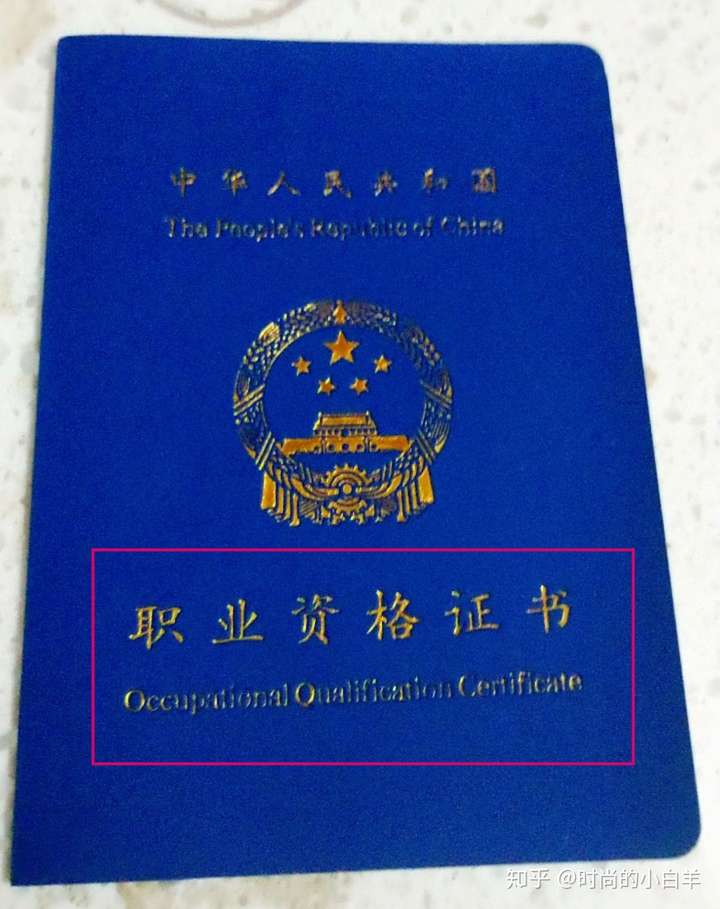 中华人民共和国
The People's Republic of China
职业资格证书
Occupational Qualification Certificate
知乎 @时尚的小白羊